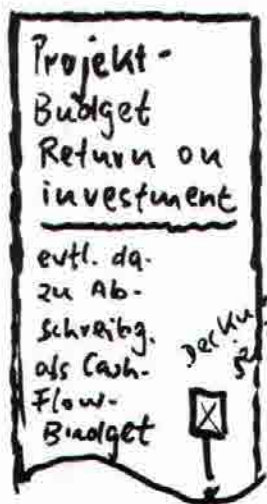 Projekt-
Budget
Return on
investment
evtl. da-
zu Ab-
schreibg.
als Cash-
Flow-
Budget